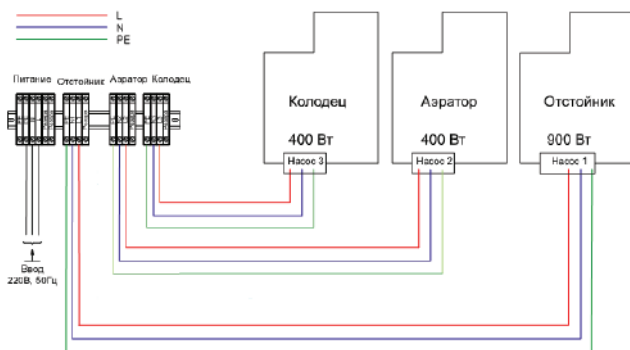 L
N
PE
Питание Отстойник Аэратор Колодец
Колодец
Аэратор
Отстойник
400 Вт
400 Вт
900 Вт
Насос 3
Насос 2
Насос 1
Ввод
220В, 50Гц